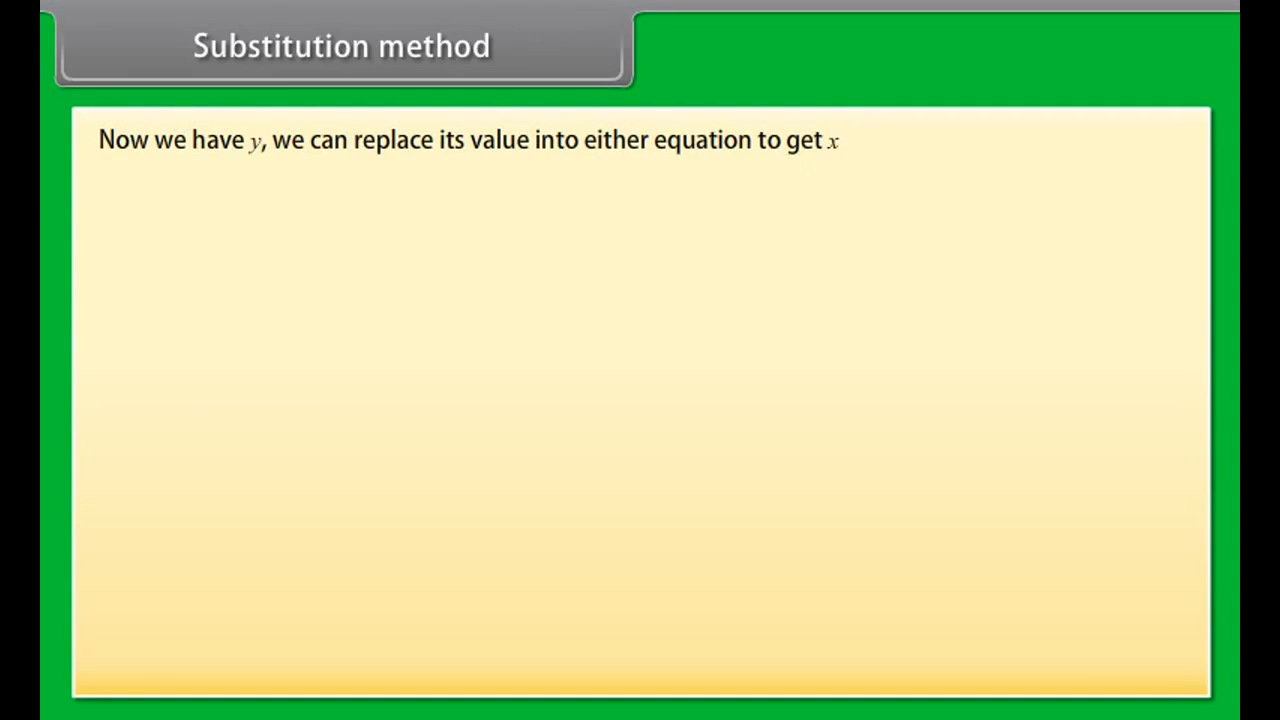 Substitution method
Now we have y, we can replace its value into either equation to get x